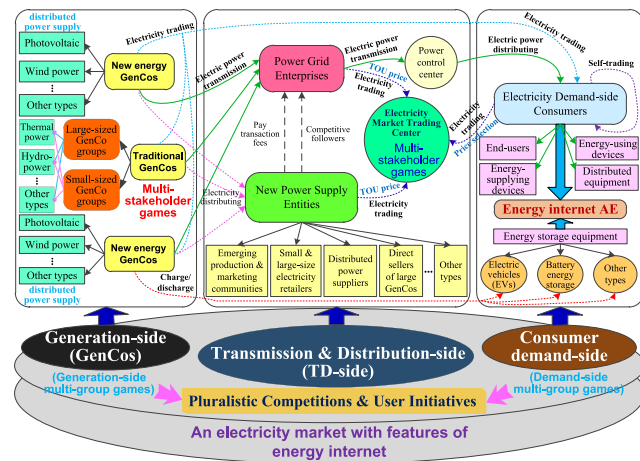 distributed
power supply
Photovoltaic
Wind power
Other types
New energy
GenCos
Thermal
power
Hydro-
power
Other
types
Large-sized
GenCo
groups
Small-sized
GenCo
groups
Traditional
GenCos
Multi-
stakeholder
games
Photovoltaic
Wind power
Other types
distributed
power supply
New energy
GenCos
Charge/
discharge
Electricity trading
Electric power
transmission
Electricity
distributing
Power Grid
Enterprises
Electric power
transmission
Power
control
center
TOU price
Electricity
trading
Pay
transaction
fees
Competitive
followers
Electricity
Market Trading
Center
Multi-
stakeholder
games
New Power Supply
Entities
TOU price
Electricity
trading
Emerging
production &
marketing
communities
Small &
large-size
electricity
retailers
Distributed
power
suppliers
Direct
sellers
of large
GenCos
Other
types
Electricity
trading
Electric power
distributing
Self-trading
Electricity
trading
Price selection
Electricity Demand-side
Consumers
End-users
Energy-
supplying
devices
Energy-using
devices
Distributed
equipment
Energy internet AE
Energy storage equipment
Electric
vehicles
(EVs)
Battery
energy
storage
Other
types
Generation-side
(GenCos)
Transmission & Distribution-side
(TD-side)
Consumer
demand-side
(Generation-side
multi-group games)
(Demand-side
multi-group games)
Pluralistic Competitions & User Initiatives
An electricity market with features of
energy internet